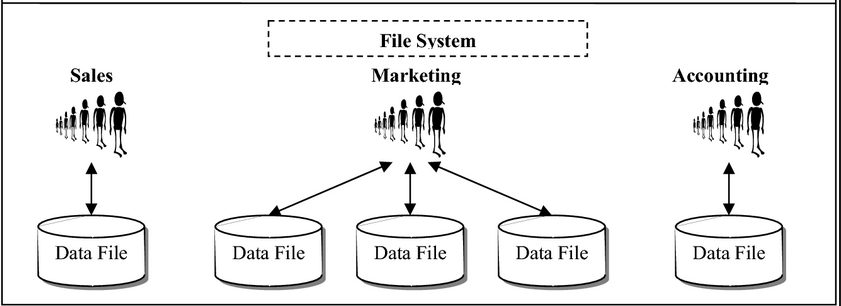 File System
Sales
Marketing
Accounting
Data File
Data File
Data File
Data File
Data File